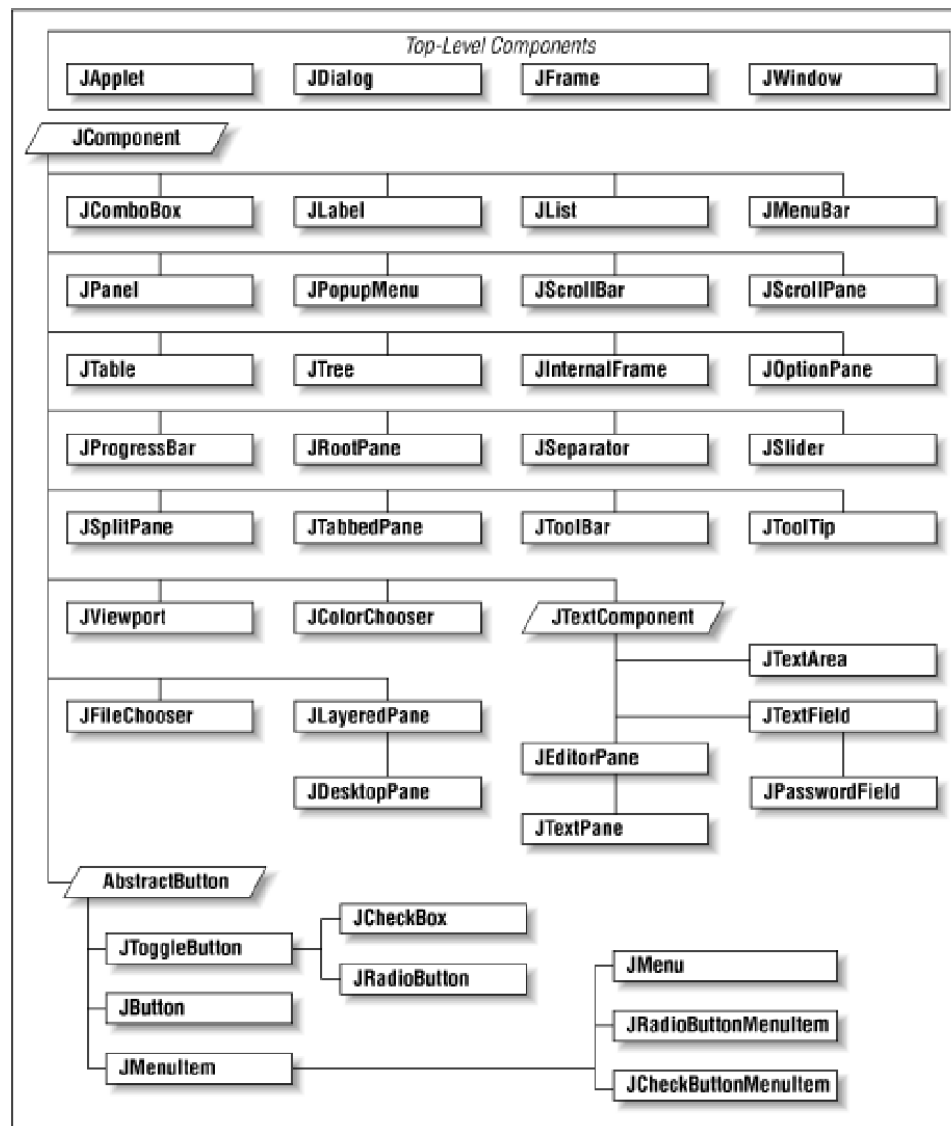 Top-Level Components
JApplet JDialog JFrame JWindow
JComponent
JComboBox JLabel JList JMenuBar
JPanel JPopupMenu JScrollBar JScrollPane
JTable JTree JInternalFrame JOptionPane
JProgressBar JRootPane JSeparator JSlider
JSplitPane JTabbedPane JToolBar JToolTip
JViewport JColorChooser JTextComponent
JTextArea
JFileChooser JLayeredPane JTextField
JEditorPane
JDesktopPane JPasswordField
JTextPane
AbstractButton
JCheckBox
JToggleButton
JMenu
JRadioButton
JButton
JRadioButtonMenuItem
JMenuItem
JCheckButtonMenuItem